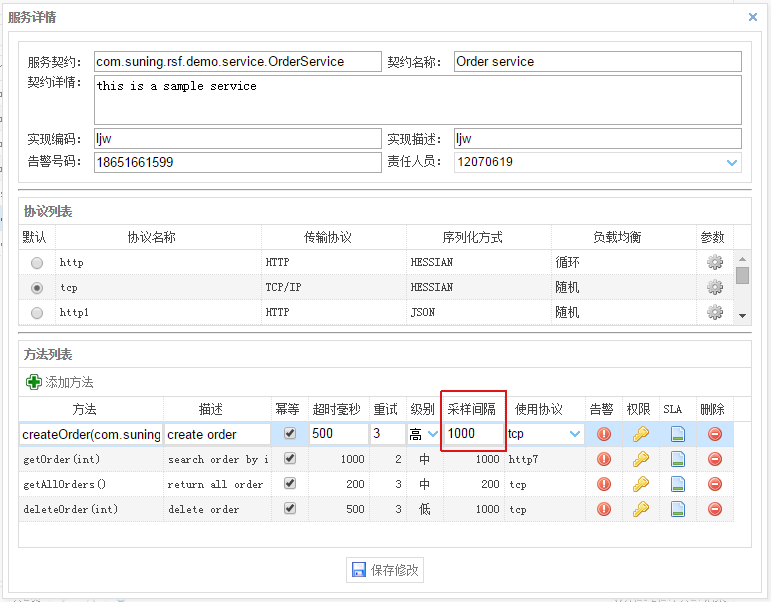 服务详情
服务契约： com.suning.rsf.demo.service.OrderService 契约名称： Order service
契约详情： this is a sample service
实现编码： ljw 实现描述： ljw
告警号码： 18651661599 责任人员： 12070619
协议列表
默认 协议名称 传输协议 序列化方式 负载均衡 参数
http HTTP HESSIAN 循环
tcp TCP/IP HESSIAN 随机
http1 HTTP JSON 随机
方法列表
添加方法
方法 描述 幂等 超时毫秒 重试 级别 采样间隔 使用协议 告警 权限 SLA 删除
createOrder(com.suning create order 500 3 高 1000 tcp
getOrder(int) search order by i 1000 2 中 1000 http7
getAllOrders() return all order 200 3 中 200 tcp
deleteOrder(int) delete order 500 3 低 1000 tcp
保存修改